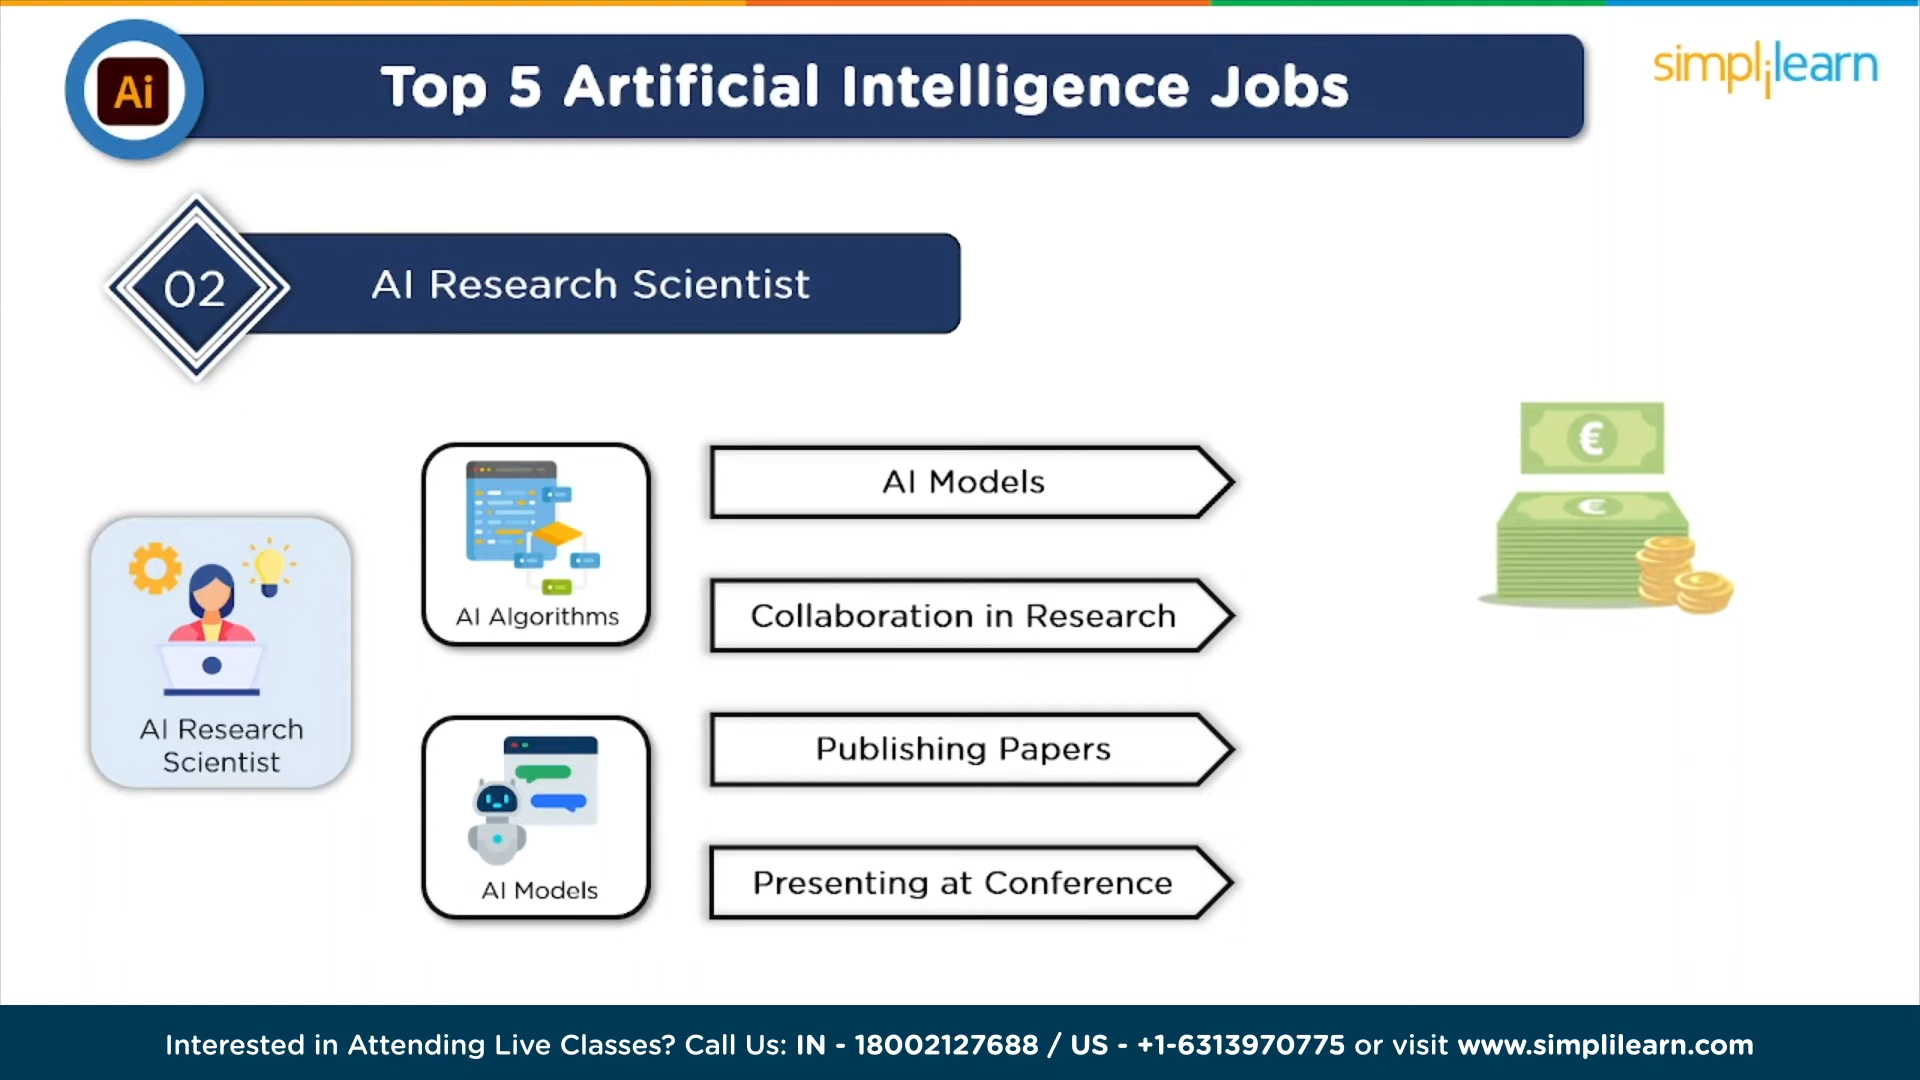 Ai
Top 5 Artificial Intelligence Jobs
simplilearn
02
AI Research Scientist
AI Algorithms
AI Models
€
€
Collaboration in Research
AI Research
Scientist
Publishing Papers
AI Models
Presenting at Conference
Interested in Attending Live Classes? Call Us: IN - 18002127688 / US - +1-6313970775 or visit www.simplilearn.com